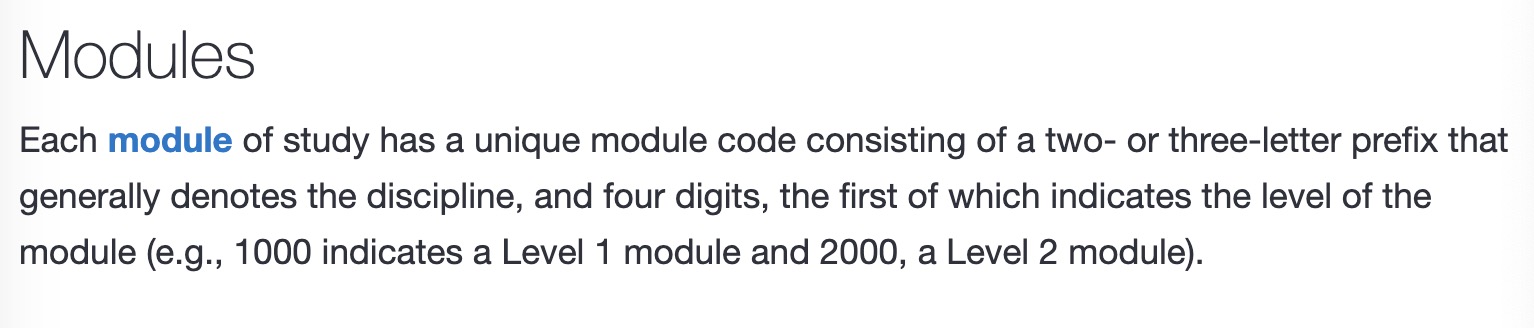 Modules
Each module of study has a unique module code consisting of a two- or three-letter prefix that
generally denotes the discipline, and four digits, the first of which indicates the level of the
module (e.g., 1000 indicates a Level 1 module and 2000, a Level 2 module).